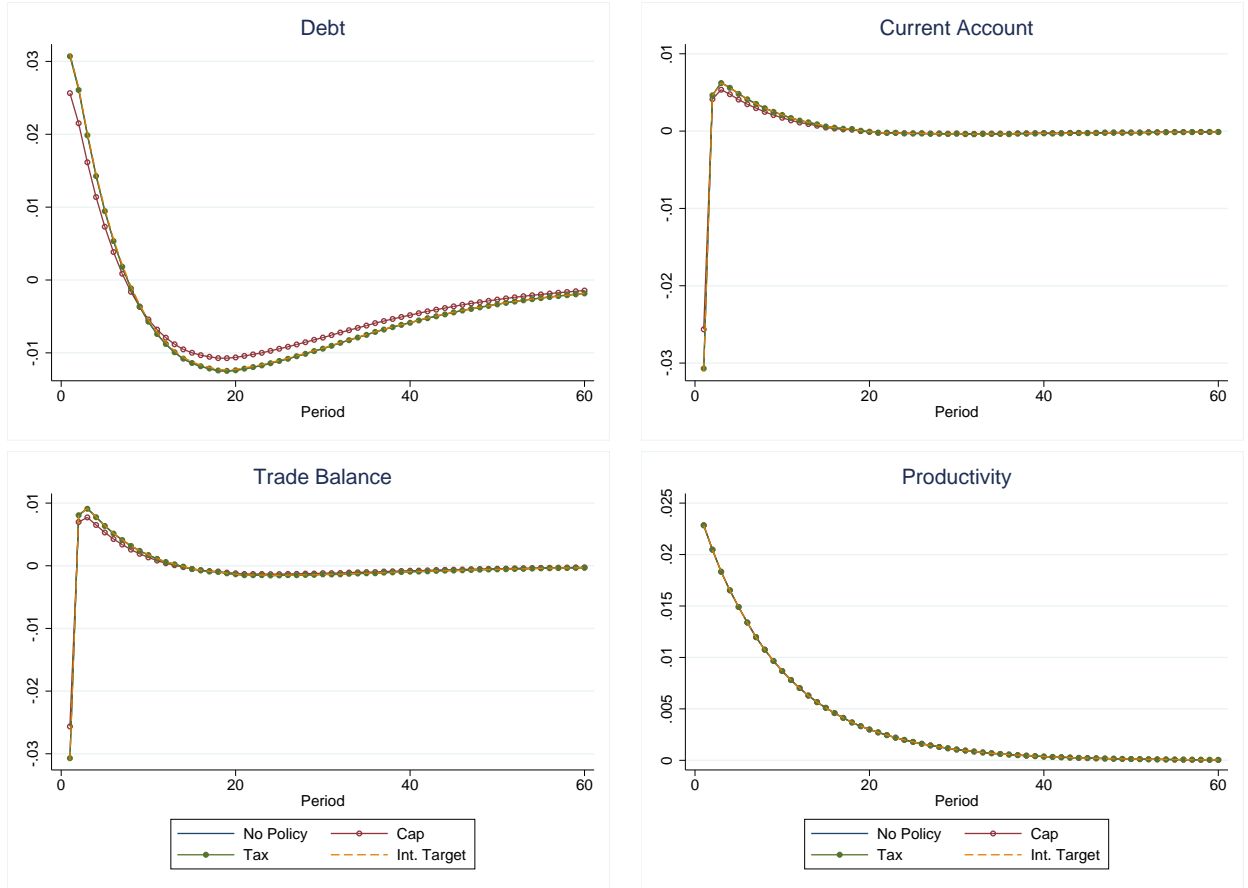 Debt
.03
.02
.01
0
-.01
0 20 40 60
Period
Current Account
.01
0
-.01
-.02
-.03
0 20 40 60
Period
Trade Balance
.01
0
-.01
-.02
-.03
0 20 40 60
Period
No Policy Cap
Tax Int. Target
Productivity
.025
.02
.015
.01
.005
0
0 20 40 60
Period
No Policy Cap
Tax Int. Target